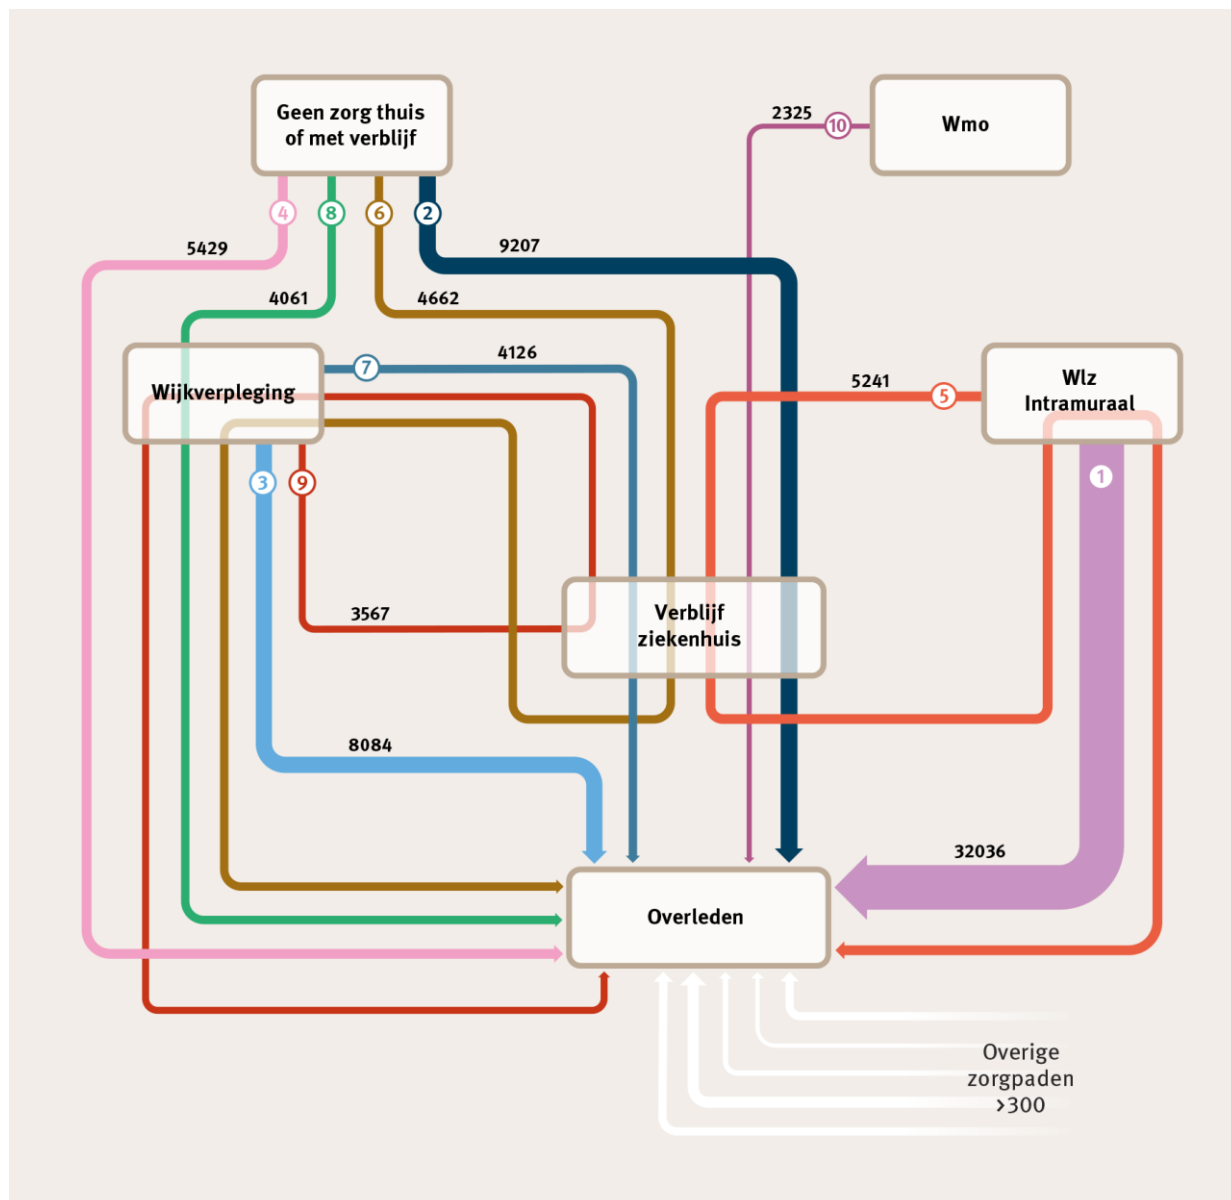 Geen zorg thuis
of met verblijf
2325
10
Wmo
4
8
6
2
5429
9207
4061
4662
7
4126
Wijkverpleging
5241
5
Wlz
Intramuraal
3
9
1
3567
Verblijf
ziekenhuis
8084
32036
Overleden
Overige
zorgpaden
>300